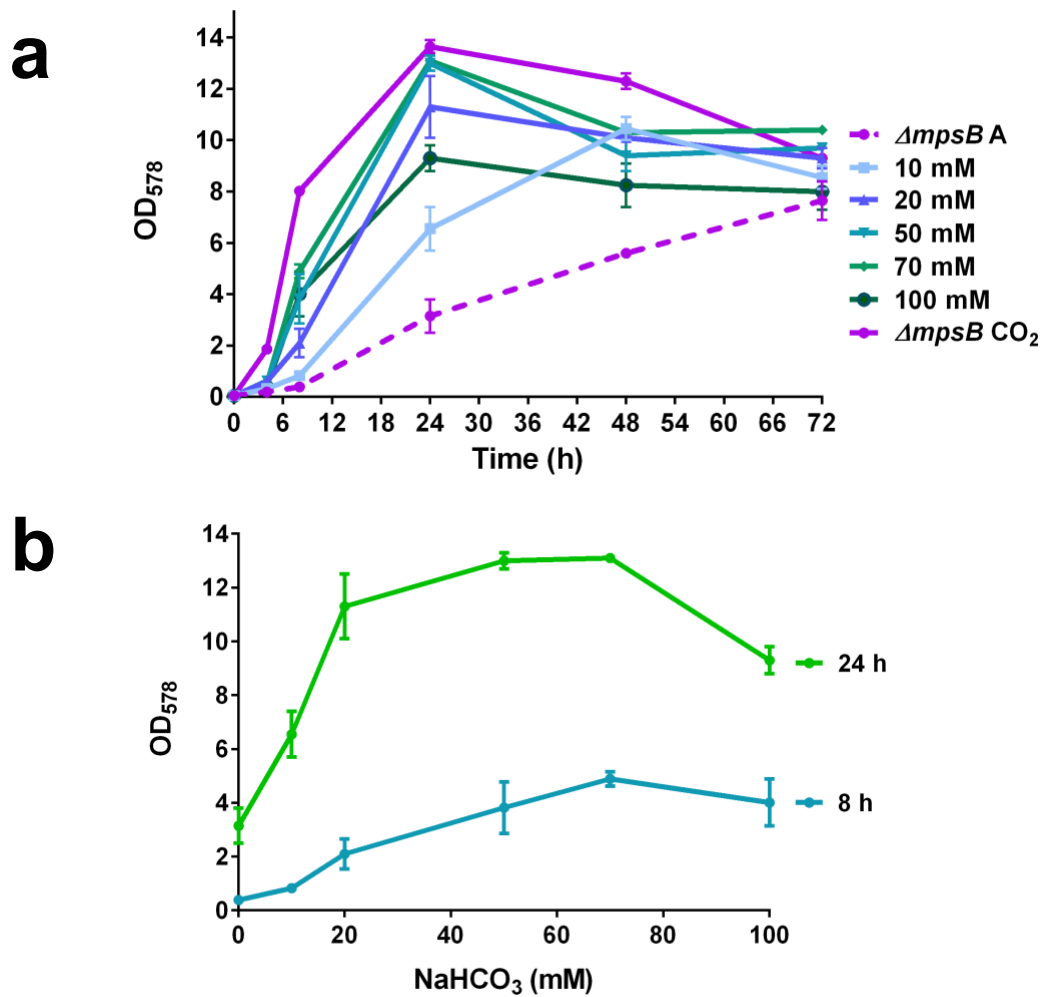 a
14
12
10
8
6
4
2
0
OD578
0 6 12 18 24 30 36 42 48 54 60 66 72
Time (h)
ΔmpsB A
10 mM
20 mM
50 mM
70 mM
100 mM
ΔmpsB CO2
b
14
12
10
8
6
4
2
0
OD578
0 20 40 60 80 100
NaHCO3 (mM)
24 h
8 h